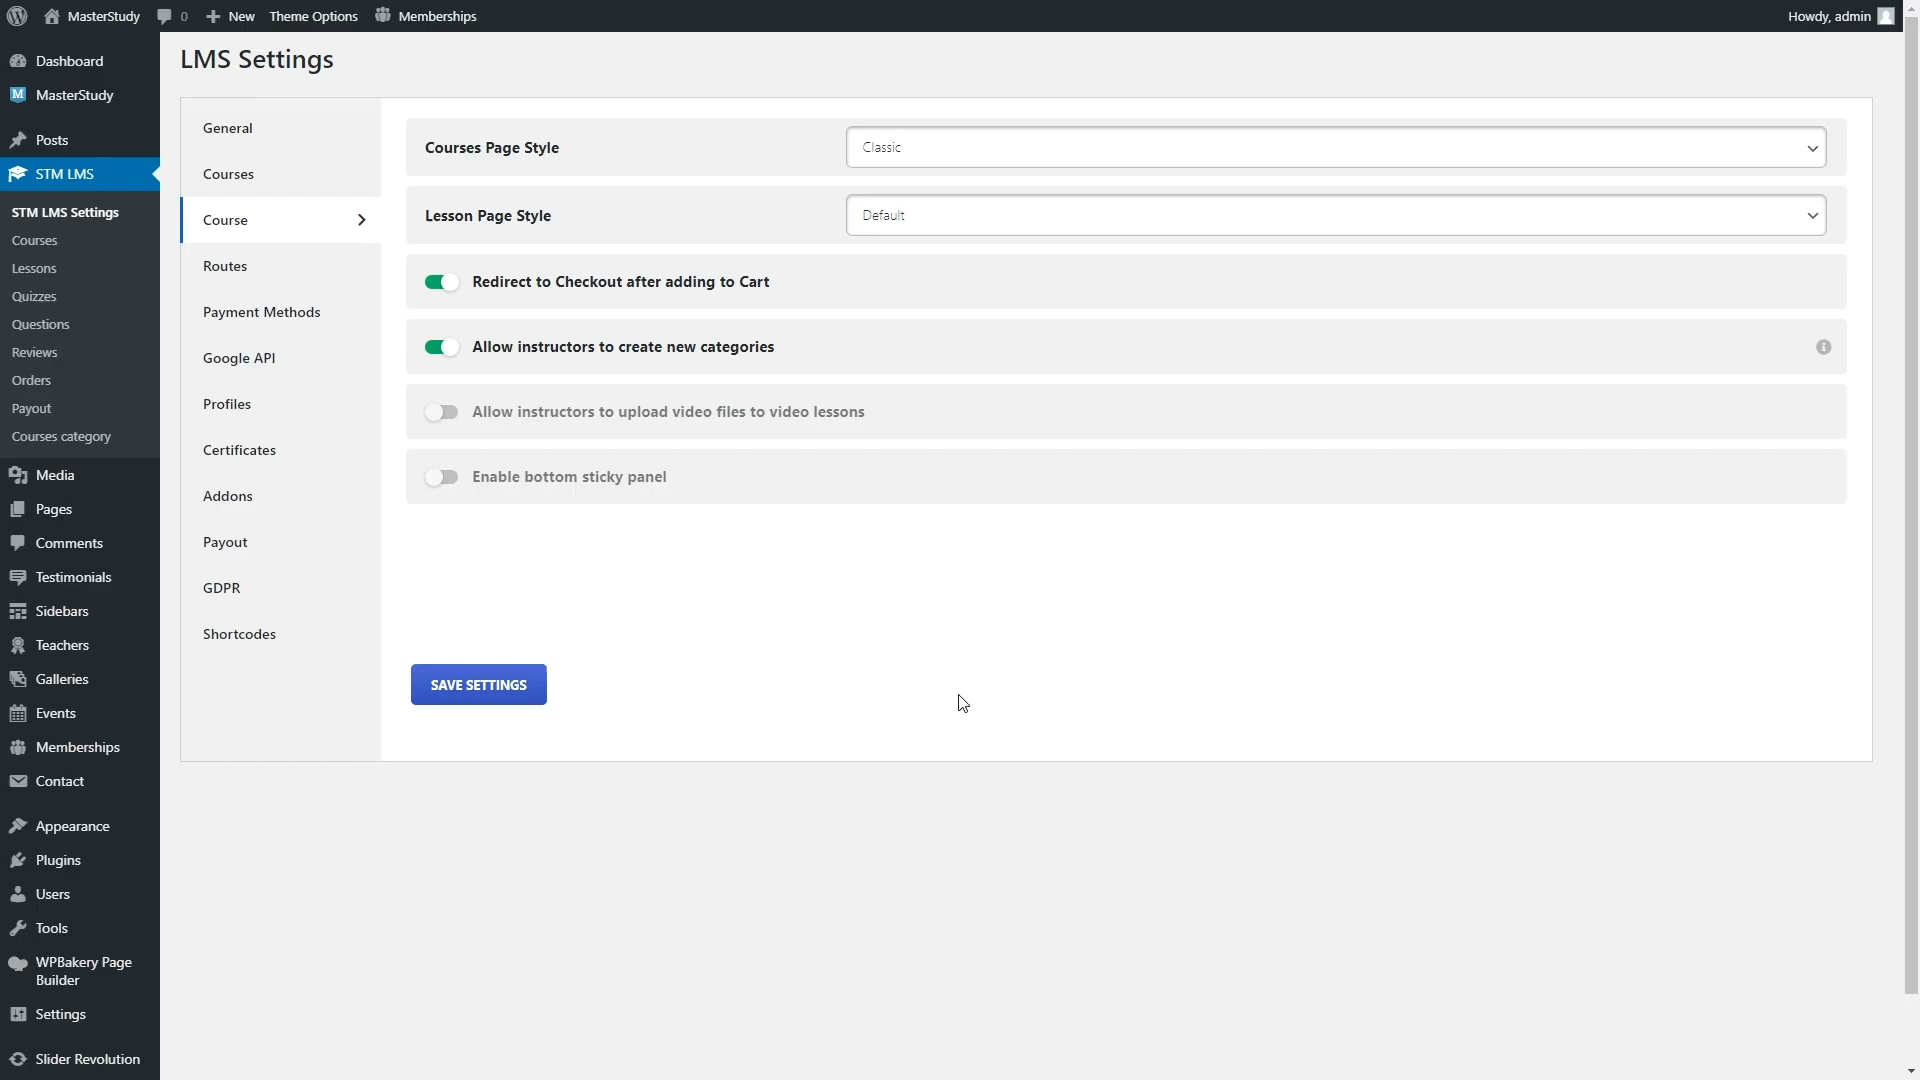 MasterStudy
0
New
Theme Options
Memberships
Howdy, admin
Dashboard
M MasterStudy
Posts
STM LMS
STM LMS Settings
Courses
Lessons
Quizzes
Questions
Reviews
Orders
Payout
Courses category
Media
Pages
Comments
Testimonials
Sidebars
Teachers
Galleries
Events
Memberships
Contact
Appearance
Plugins
Users
Tools
WPBakery Page
Builder
Settings
Slider Revolution
LMS Settings
General
Courses
Course
Routes
Payment Methods
Google API
Profiles
Certificates
Addons
Payout
GDPR
Shortcodes
Courses Page Style
Classic
Lesson Page Style
Default
Redirect to Checkout after adding to Cart
Allow instructors to create new categories
Allow instructors to upload video files to video lessons
Enable bottom sticky panel
SAVE SETTINGS